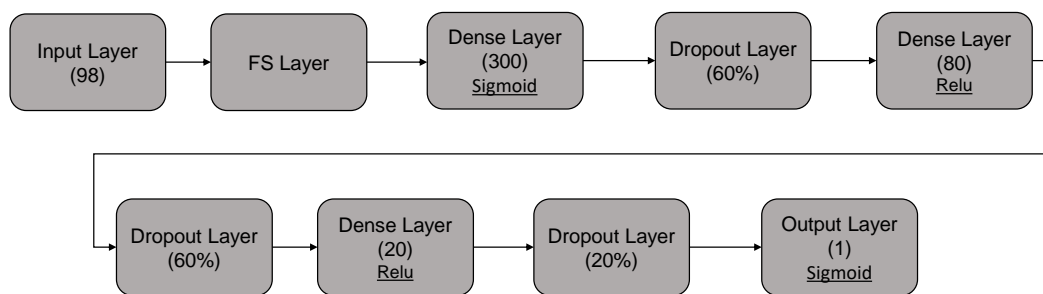 Input Layer
(98)
FS Layer
Dense Layer
(300)
Sigmoid
Dropout Layer
(60%)
Dense Layer
(80)
Relu
Dropout Layer
(60%)
Dense Layer
(20)
Relu
Dropout Layer
(20%)
Output Layer
(1)
Sigmoid